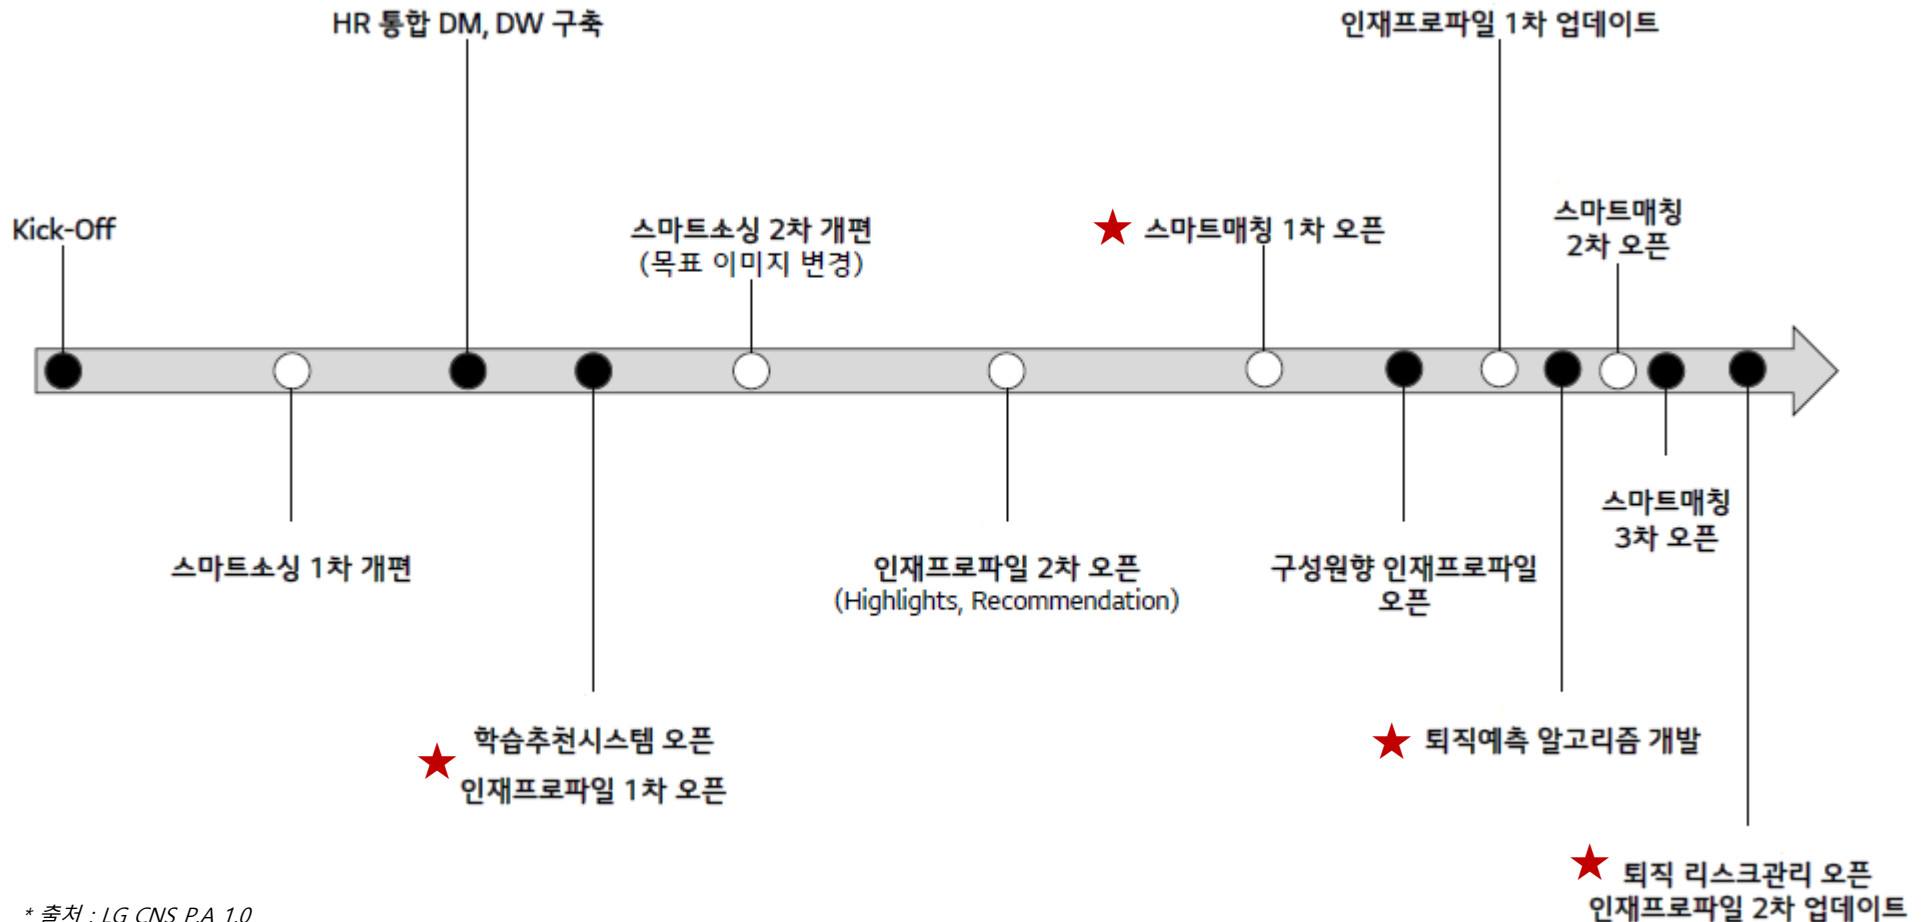 HR 통합 DM, DW 구축
인재프로파일 1차 업데이트
Kick-Off
스마트소싱 2차 개편
(목표 이미지 변경)
스마트매칭 1차 오픈
스마트매칭
2차 오픈
스마트소싱 1차 개편
인재프로파일 2차 오픈
(Highlights, Recommendation)
구성원향 인재프로파일
오픈
스마트매칭
3차 오픈
학습추천시스템 오픈
인재프로파일 1차 오픈
퇴직예측 알고리즘 개발
퇴직 리스크관리 오픈
인재프로파일 2차 업데이트
* 출처 : LG CNS P.A 1.0